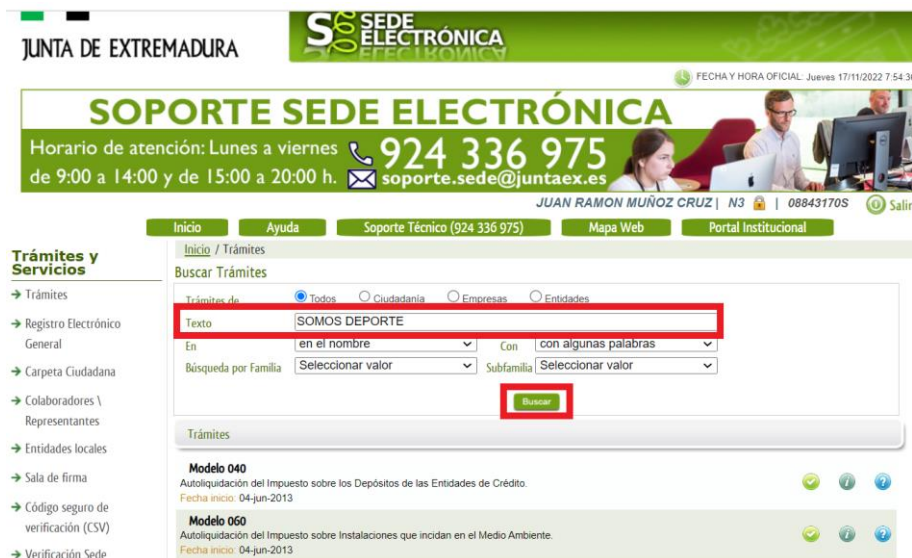 JUNTA DE EXTREMADURA
SEDE
ELECTRÓNICA
FECHA Y HORA OFICIAL: Jueves 17/11/2022 7:54:36
SOPORTE SEDE ELECTRÓNICA
Horario de atención: Lunes a viernes 924 336 975
de 9:00 a 14:00 y de 15:00 a 20:00 h. soporte.sede@juntaex.es
JUAN RAMON MUÑOZ CRUZ | N3 | 08843170S Salir
Inicio Ayuda Soporte Técnico (924 336 975) Mapa Web Portal Institucional
Trámites y
Servicios
Trámites
Registro Electrónico
General
Carpeta Ciudadana
Colaboradores \
Representantes
Entidades locales
Sala de firma
Código seguro de
verificación (CSV)
Verificación Sede
Inicio / Trámites
Buscar Trámites
Trámites de Todos Ciudadanía Empresas Entidades
Texto SOMOS DEPORTE
En en el nombre Con con algunas palabras
Búsqueda por Familia Seleccionar valor Subfamilia Seleccionar valor
Buscar
Trámites
Modelo 040
Autoliquidación del Impuesto sobre los Depósitos de las Entidades de Crédito.
Fecha inicio: 04-jun-2013
Modelo 060
Autoliquidación del Impuesto sobre Instalaciones que incidan en el Medio Ambiente.
Fecha inicio: 04-jun-2013